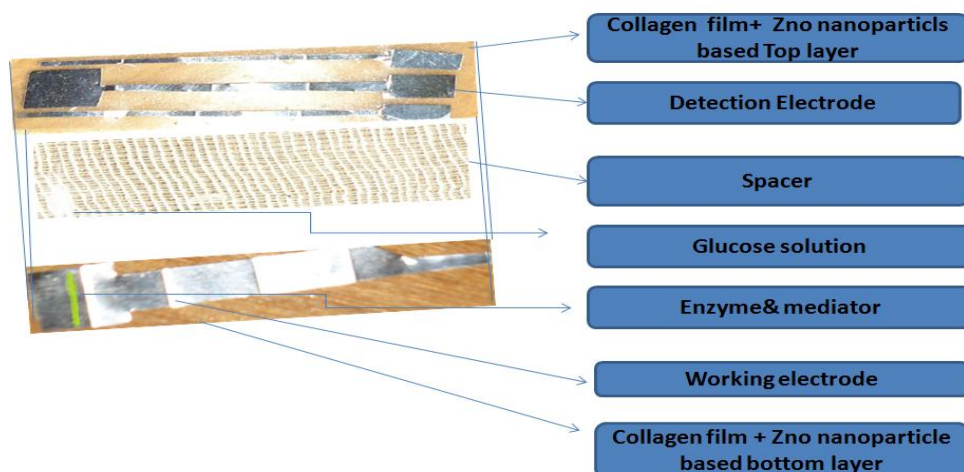 Collagen film+ Zno nanoparticls
based Top layer
Detection Electrode
Spacer
Glucose solution
Enzyme& mediator
Working electrode
Collagen film + Zno nanoparticle
based bottom layer